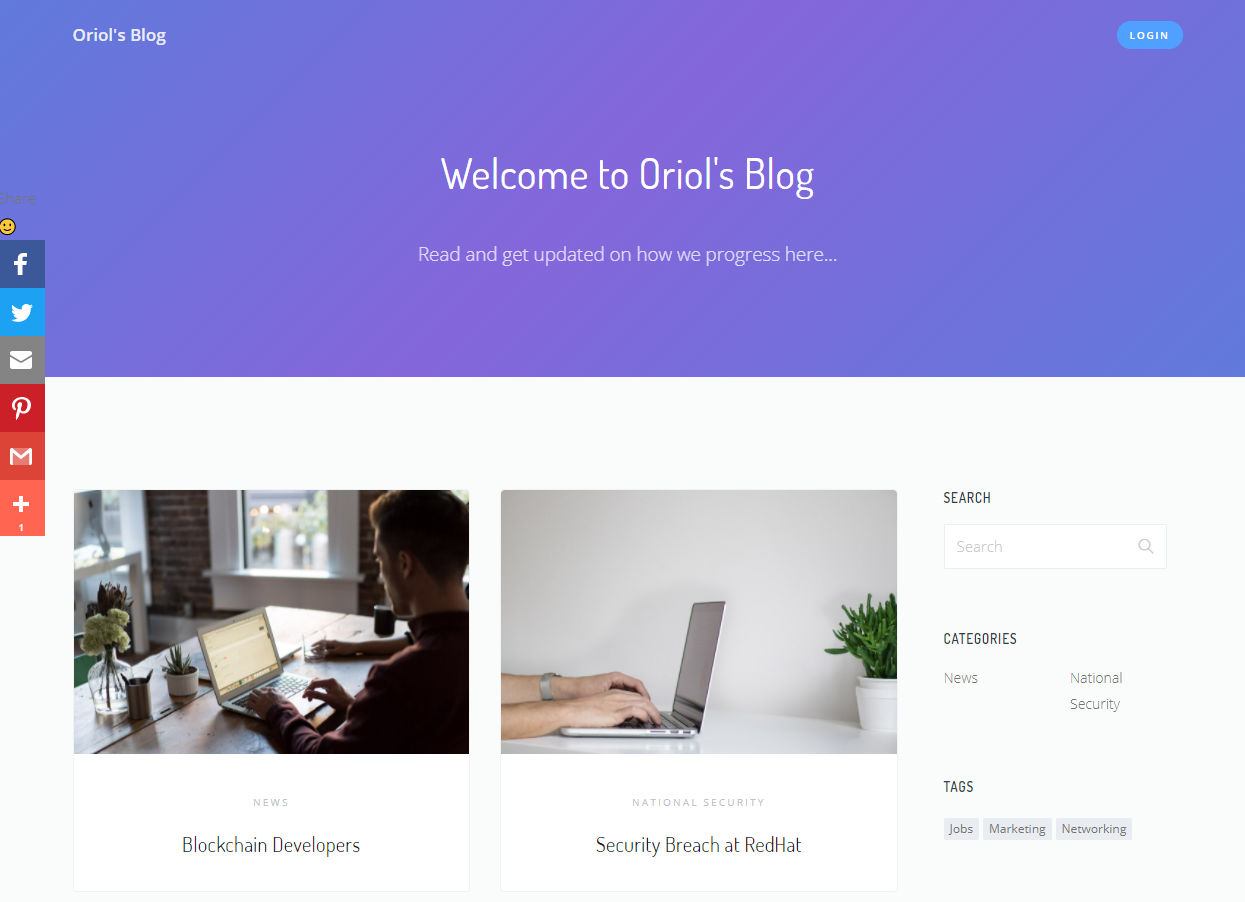 Oriol's Blog
LOGIN
Welcome to Oriol's Blog
Read and get updated on how we progress here...
Share
1
SEARCH
Search
CATEGORIES
News
National
Security
TAGS
Jobs Marketing Networking
NEWS
Blockchain Developers
NATIONAL SECURITY
Security Breach at RedHat